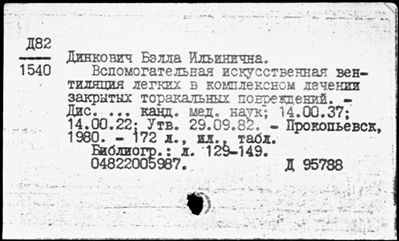 Д82
1540
Динкович Бэлла Ильинична.
Вспомогательная искусственная вен-
тиляция легких в комплексном лечении
закрытых торакальных повреждений. -
Дис. ... канд. мед. наук; 14.00.37;
14.00.22; Утв. 29.09.82. - Прокопьевск,
1980. - 172 л., ил., табл.
Библиогр.: л. 129-149.
04822005987. Д 95788